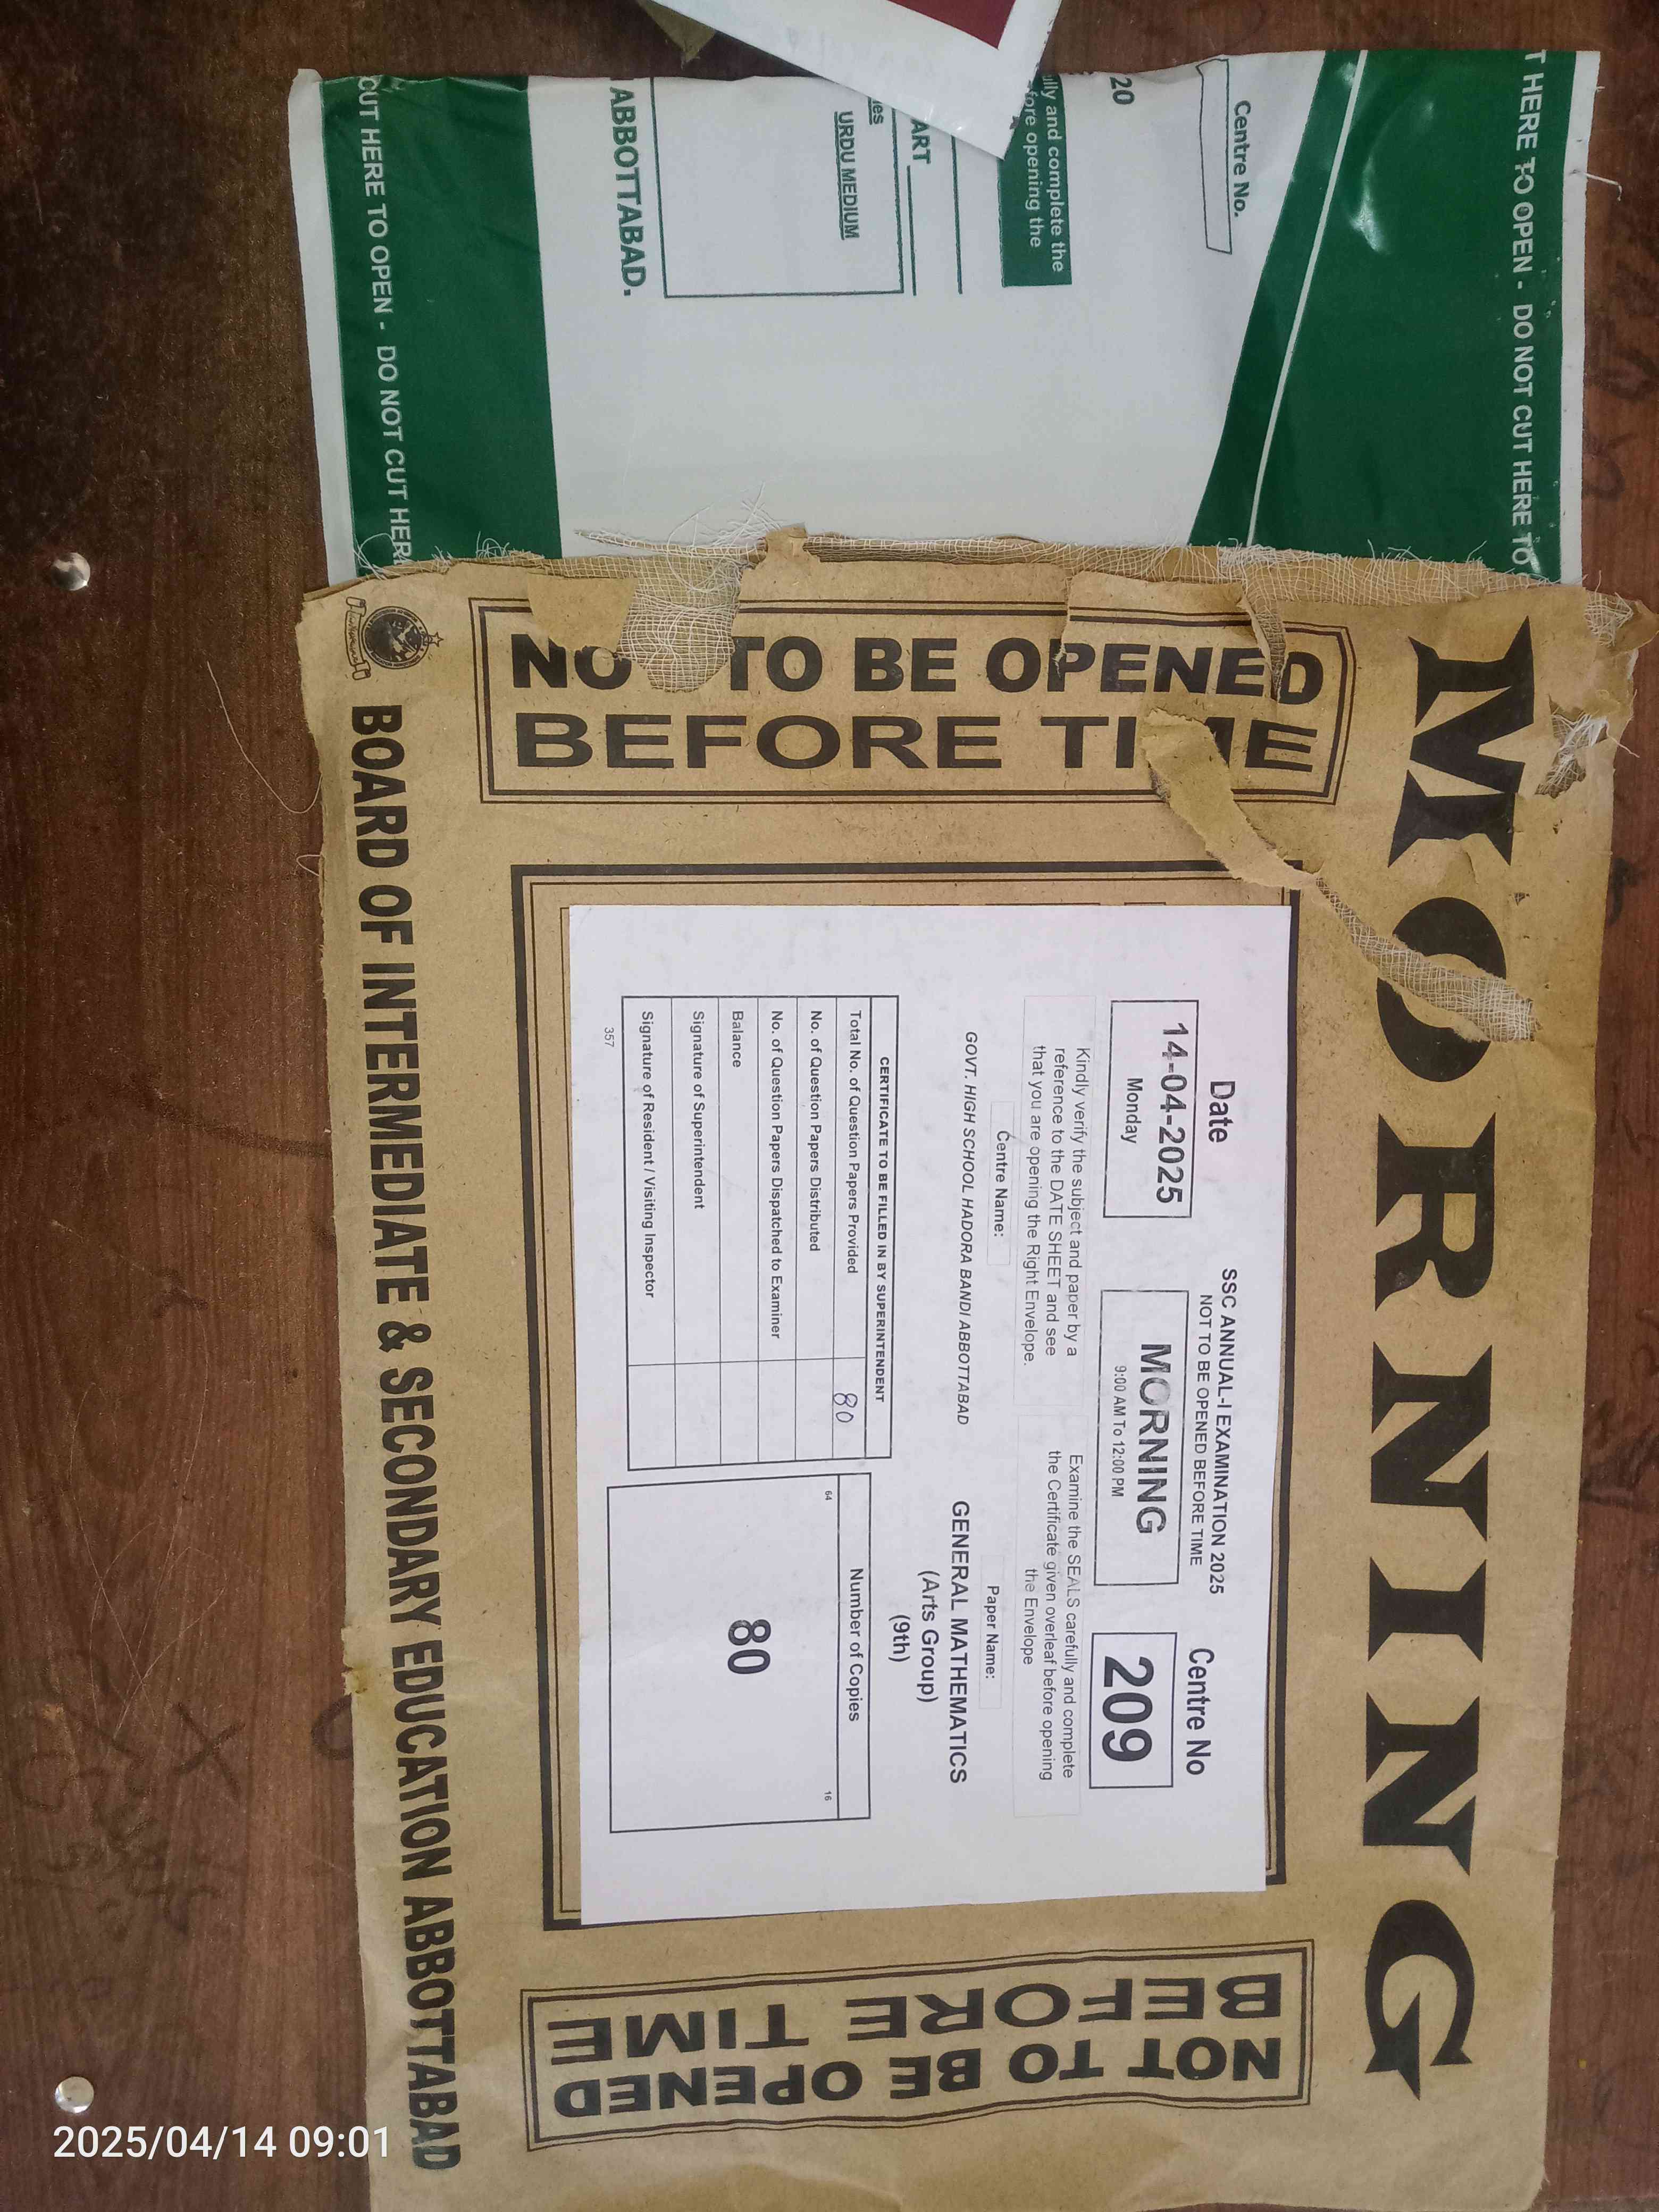 T HERE TO OPEN - DO NOT CUT HERE TO
Centre No.
20
ully and complete the
fore opening the
ART
ies
URDU MEDIUM
ABBOTTABAD.
CUT HERE TO OPEN - DO NOT CUT HERE
MORNING
NO TO BE OPENED
BEFORE TI E
Date
14-04-2025
Monday
SSC ANNUAL-I EXAMINATION 2025
NOT TO BE OPENED BEFORE TIME
MORNING
9:00 AM To 12:00 PM
Centre No
209
Kindly verify the subject and paper by a
reference to the DATE SHEET and see
that you are opening the Right Envelope.
Examine the SEALS carefully and complete
the Certificate given overleaf before opening
the Envelope
Centre Name:
GOVT. HIGH SCHOOL HADORA BANDI ABBOTTABAD
Paper Name:
GENERAL MATHEMATICS
(Arts Group)
(9th)
CERTIFICATE TO BE FILLED IN BY SUPERINTENDENT
Total No. of Question Papers Provided 80
No. of Question Papers Distributed
No. of Question Papers Dispatched to Examiner
Balance
Signature of Superintendent
Signature of Resident / Visiting Inspector
357
Number of Copies
64 16
80
NOT TO BE OPENED
BEFORE TIME
BOARD OF INTERMEDIATE & SECONDARY EDUCATION ABBOTTABAD
2025/04/14 09:01